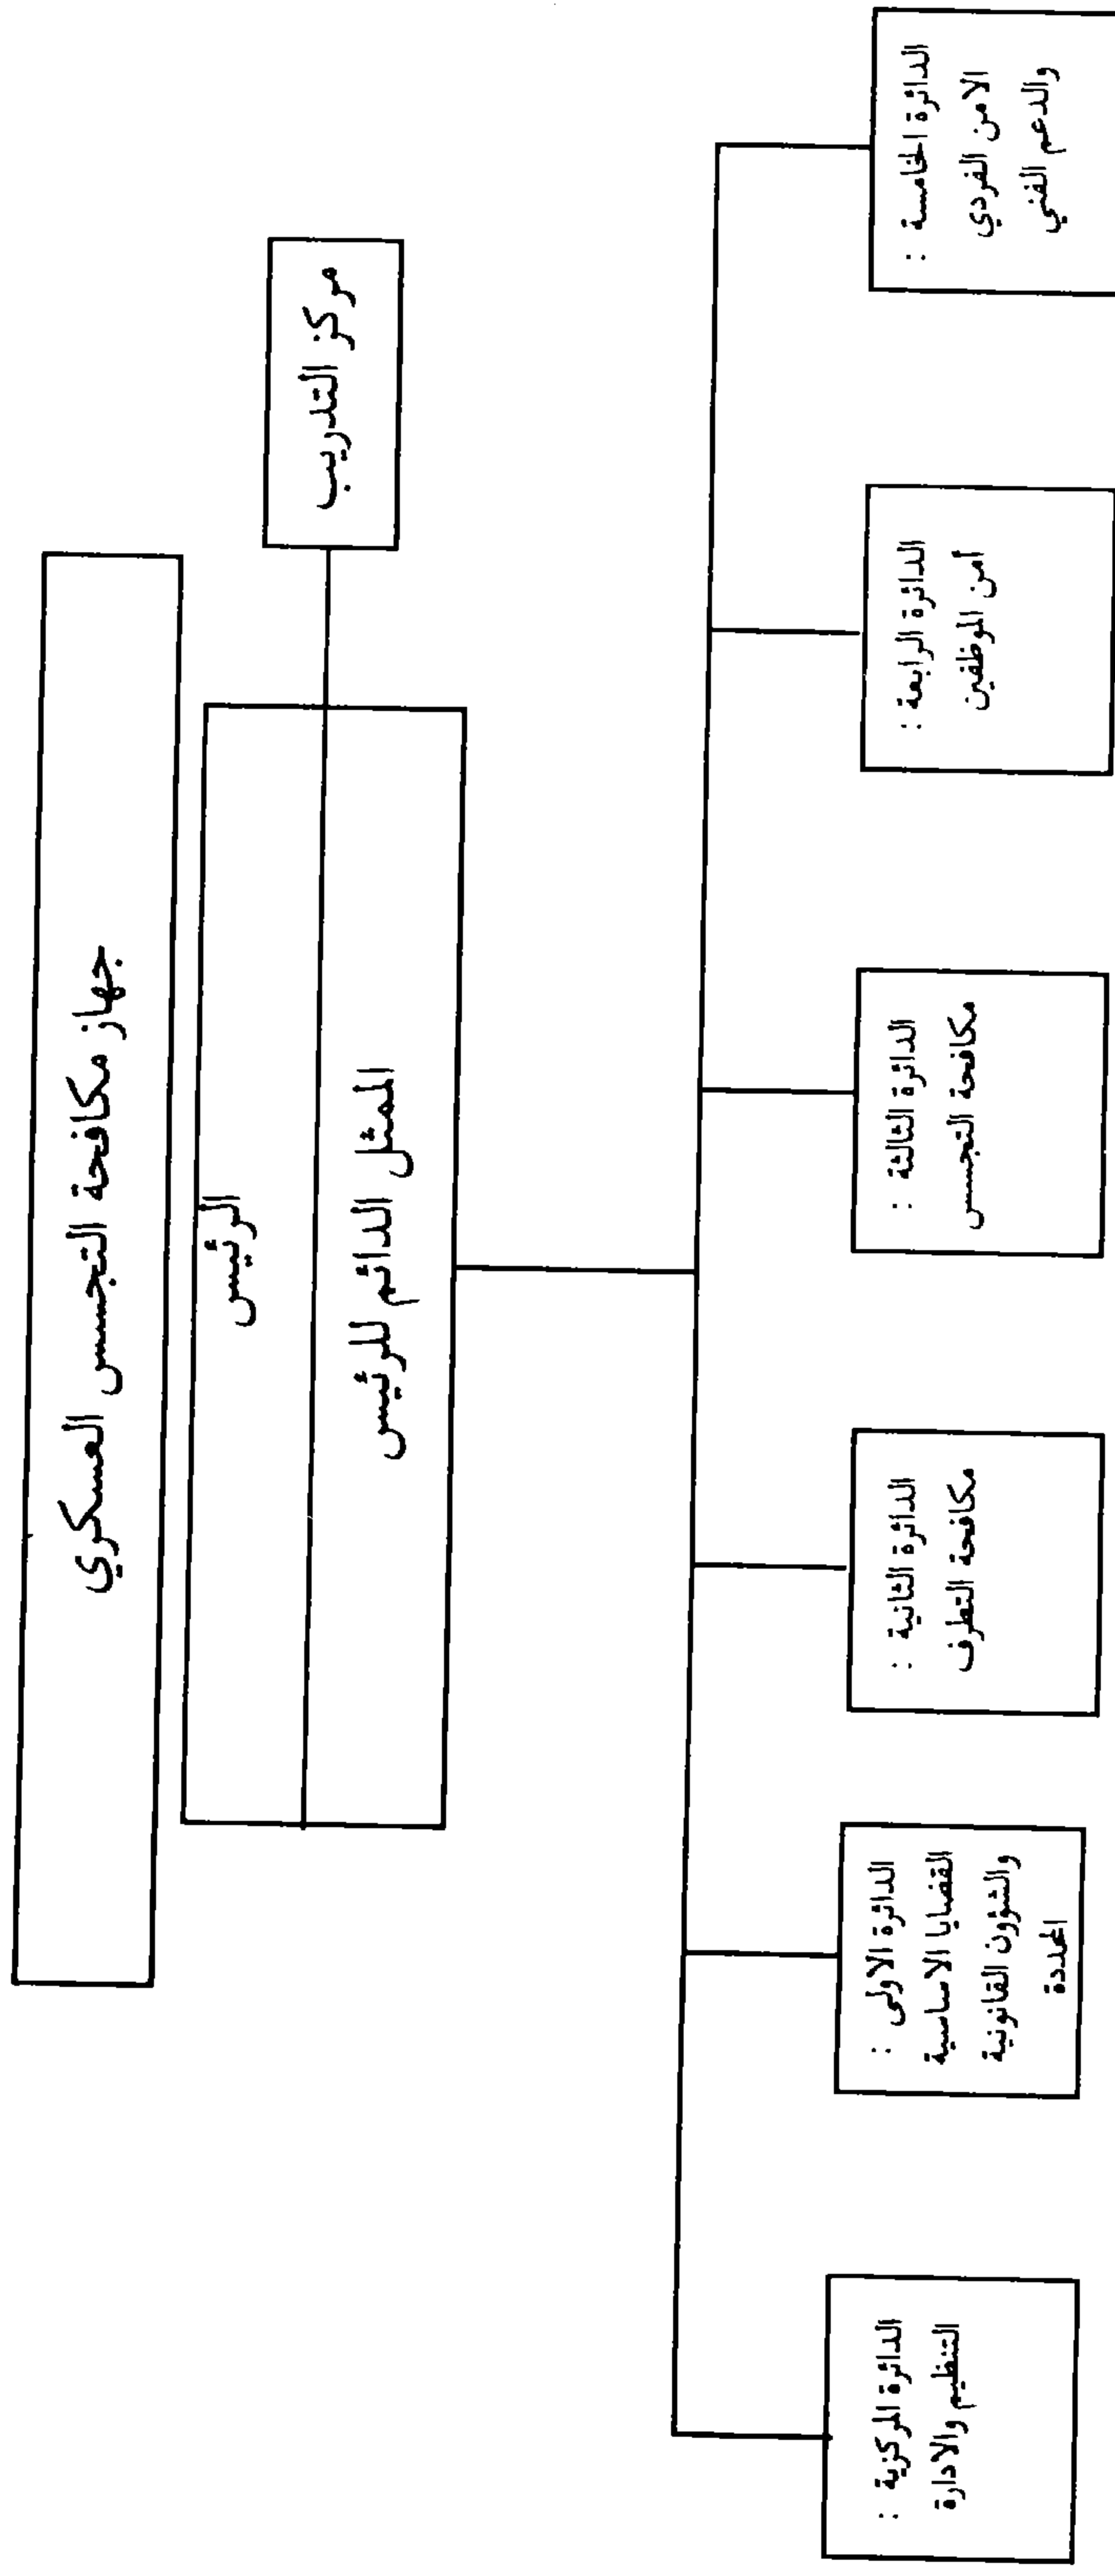 جهاز مكافحة التجسس العسكري
الرئيس
الممثل الدائم للرئيس
مركز التدريب
الدائرة الخامسة :
الامن الفردي
والدعم الفني
الدائرة الرابعة :
أمن الموظفين
الدائرة الثالثة :
مكافحة التجسس
الدائرة الثانية :
مكافحة التطرف
الدائرة الاولى :
القضايا الاساسية
والشؤون القانونية
المحددة
الدائرة المركزية :
التنظيم والادارة